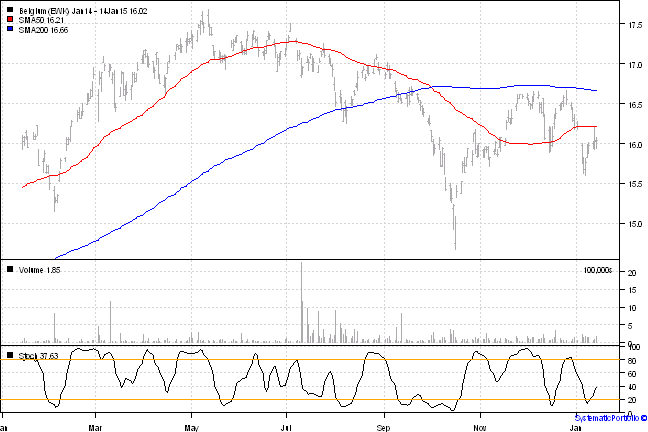 Belgium (EWK) Jan14 - 14Jan15 16.02
SMA50 16.21
SMA200 16.66
17.5
17.0
16.5
16.0
15.5
15.0
Volume 1.85
100,000s
20
15
10
5
0
Stoch 37.63
100
80
60
40
20
0
an
Mar
May
Jul
Sep
Nov
Jan
SystematicPortfolio ©